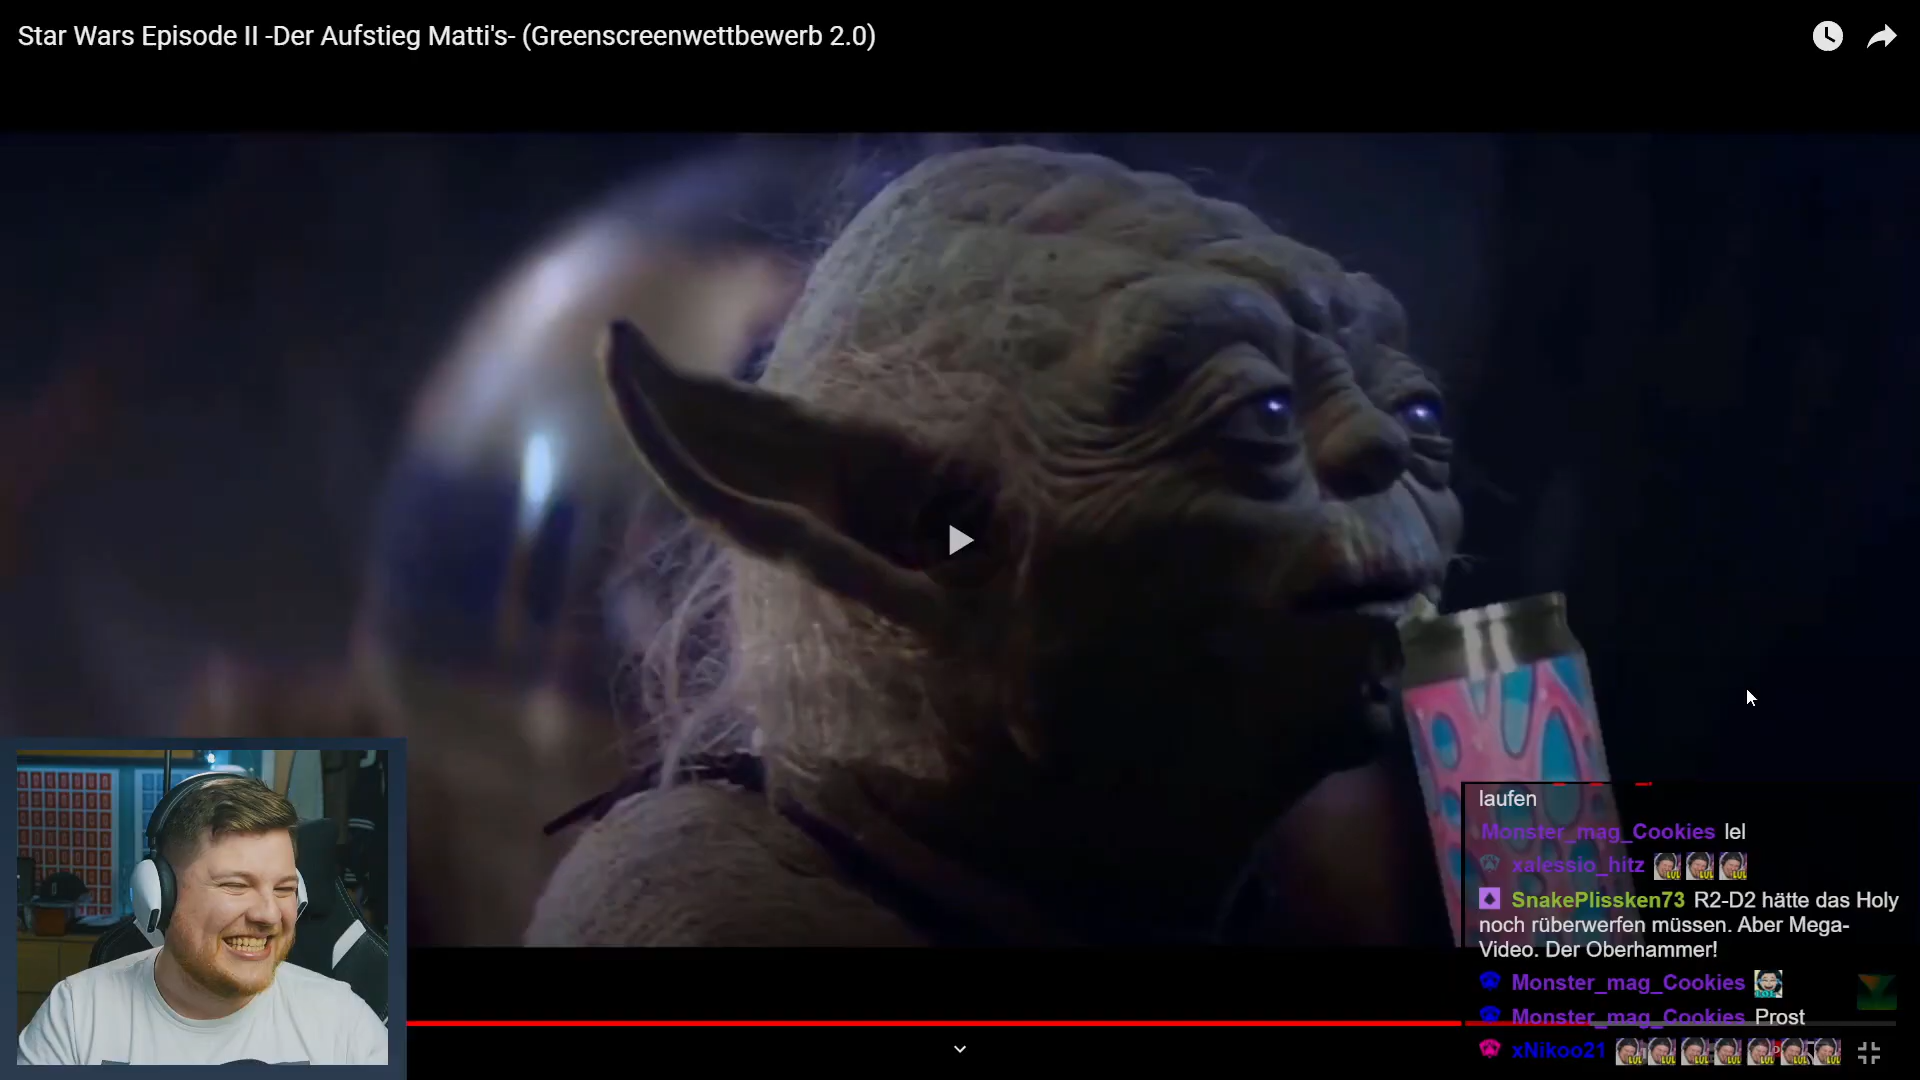 Star Wars Episode II -Der Aufstieg Matti's- (Greenscreenwettbewerb 2.0)
laufen
Monster_mag_Cookies lel
xalessio_hitz
SnakePlissken73 R2-D2 hätte das Holy
noch rüberwerfen müssen. Aber Mega-
Video. Der Oberhammer!
Monster_mag_Cookies
Monster_mag_Cookies Prost
xNikoo21